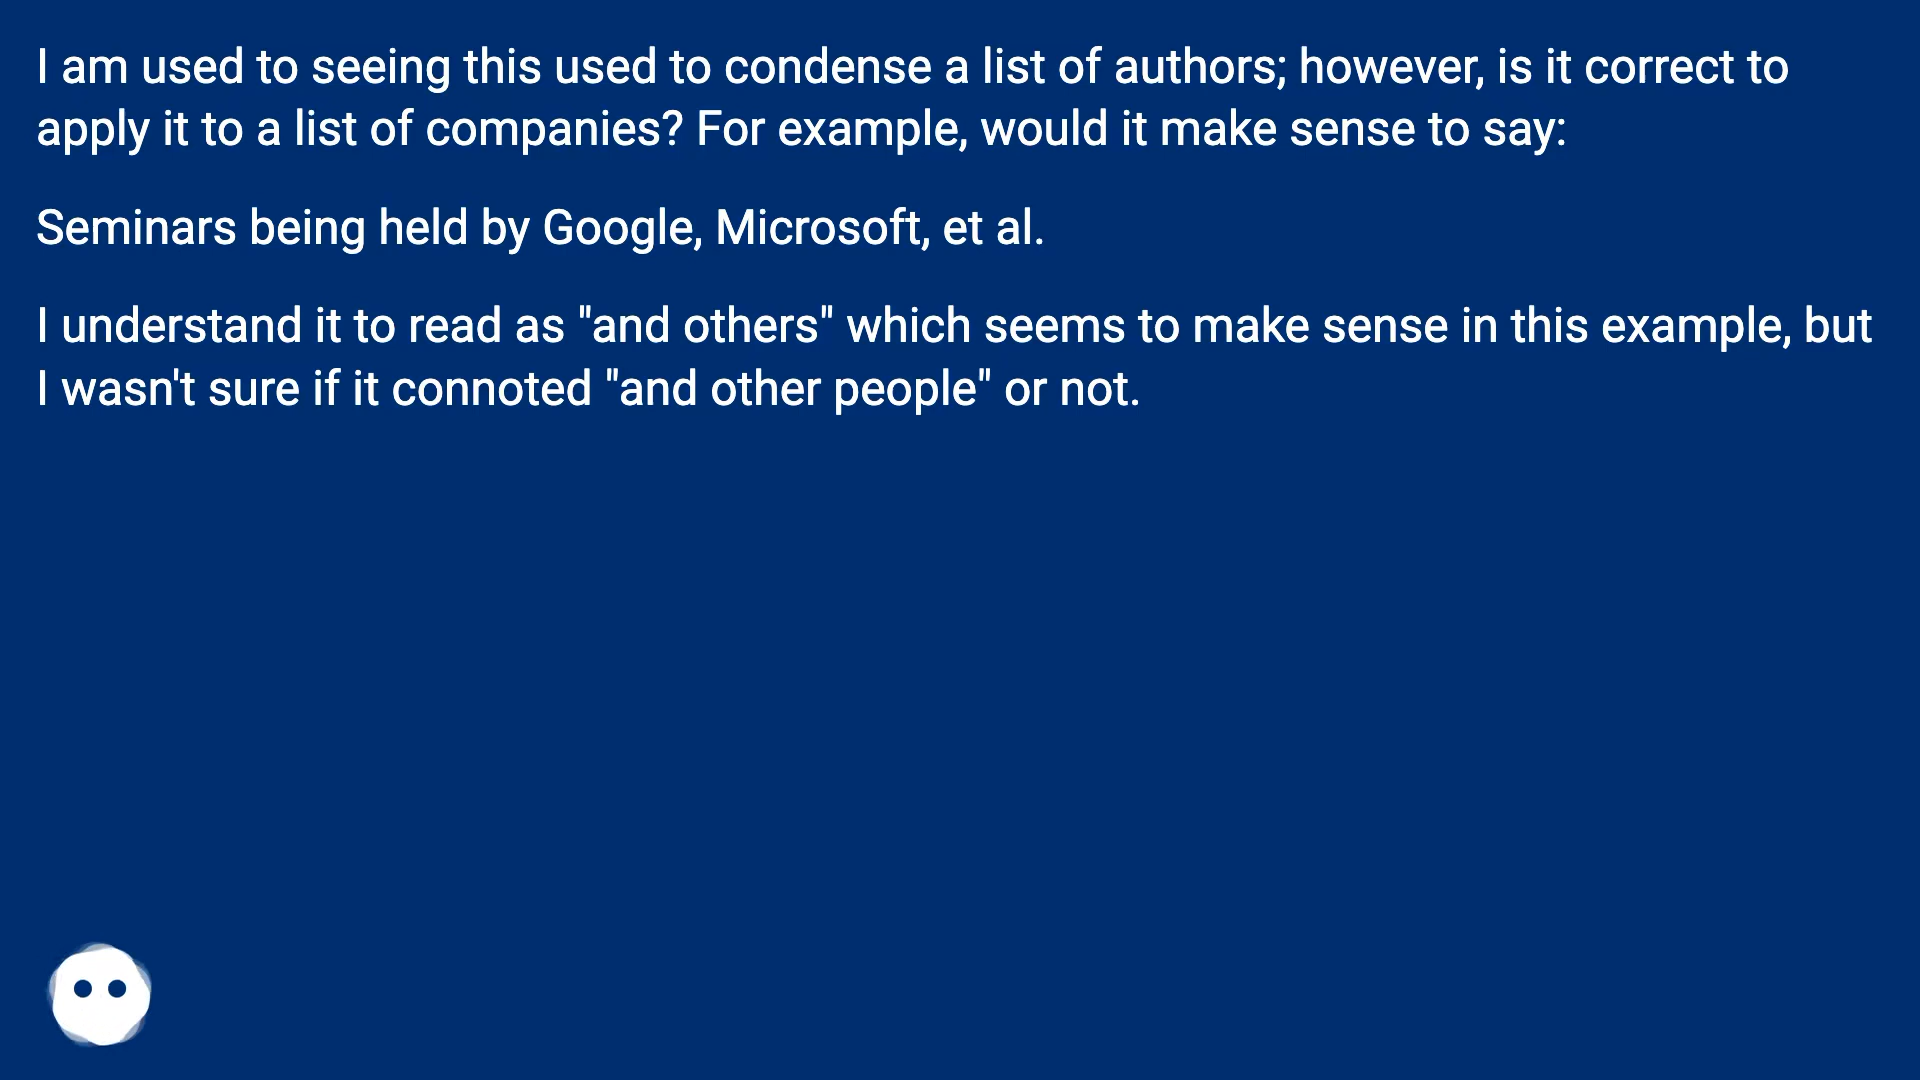 I am used to seeing this used to condense a list of authors; however, is it correct to
apply it to a list of companies? For example, would it make sense to say:
Seminars being held by Google, Microsoft, et al.
I understand it to read as "and others" which seems to make sense in this example, but
I wasn't sure if it connoted "and other people" or not.